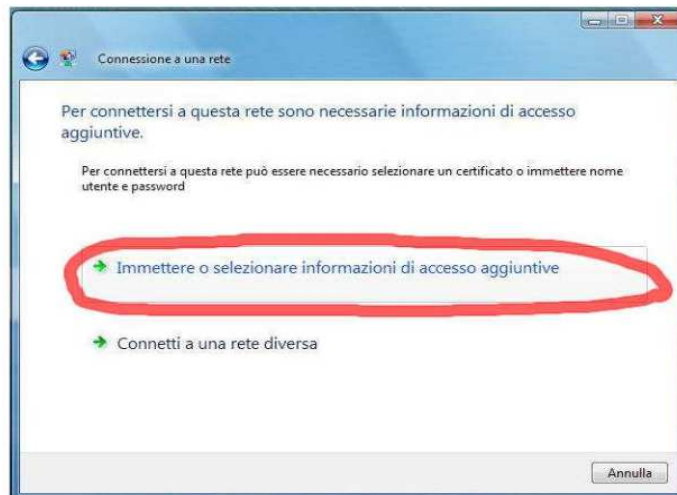 Connessione a una rete
Per connettersi a questa rete sono necessarie informazioni di accesso
aggiuntive.
Per connettersi a questa rete può essere necessario selezionare un certificato o immettere nome
utente e password
Immettere o selezionare informazioni di accesso aggiuntive
Connetti a una rete diversa
Annulla